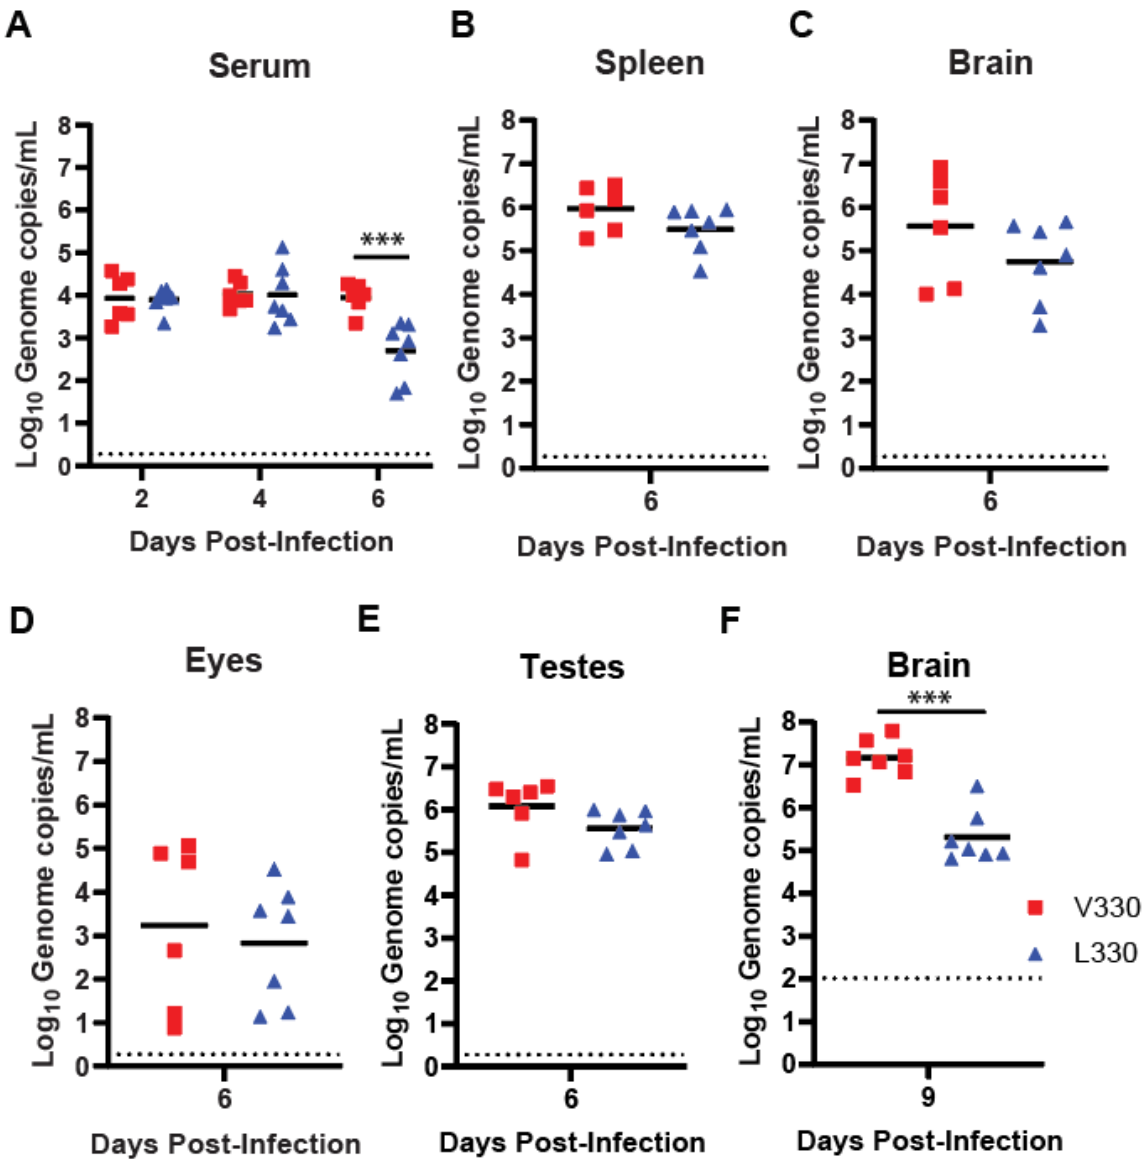 A
Serum
Log10 Genome copies/mL
8
7
6
5
4
3
2
1
0
***
2 4 6
Days Post-Infection
B
Spleen
Log10 Genome copies/mL
8
7
6
5
4
3
2
1
0
6
Days Post-Infection
C
Brain
Log10 Genome copies/mL
8
7
6
5
4
3
2
1
0
6
Days Post-Infection
D
Eyes
Log10 Genome copies/mL
8
7
6
5
4
3
2
1
0
6
Days Post-Infection
E
Testes
Log10 Genome copies/mL
8
7
6
5
4
3
2
1
0
6
Days Post-Infection
F
Brain
***
Log10 Genome copies/mL
8
7
6
5
4
3
2
1
0
9
Days Post-Infection
V330
L330